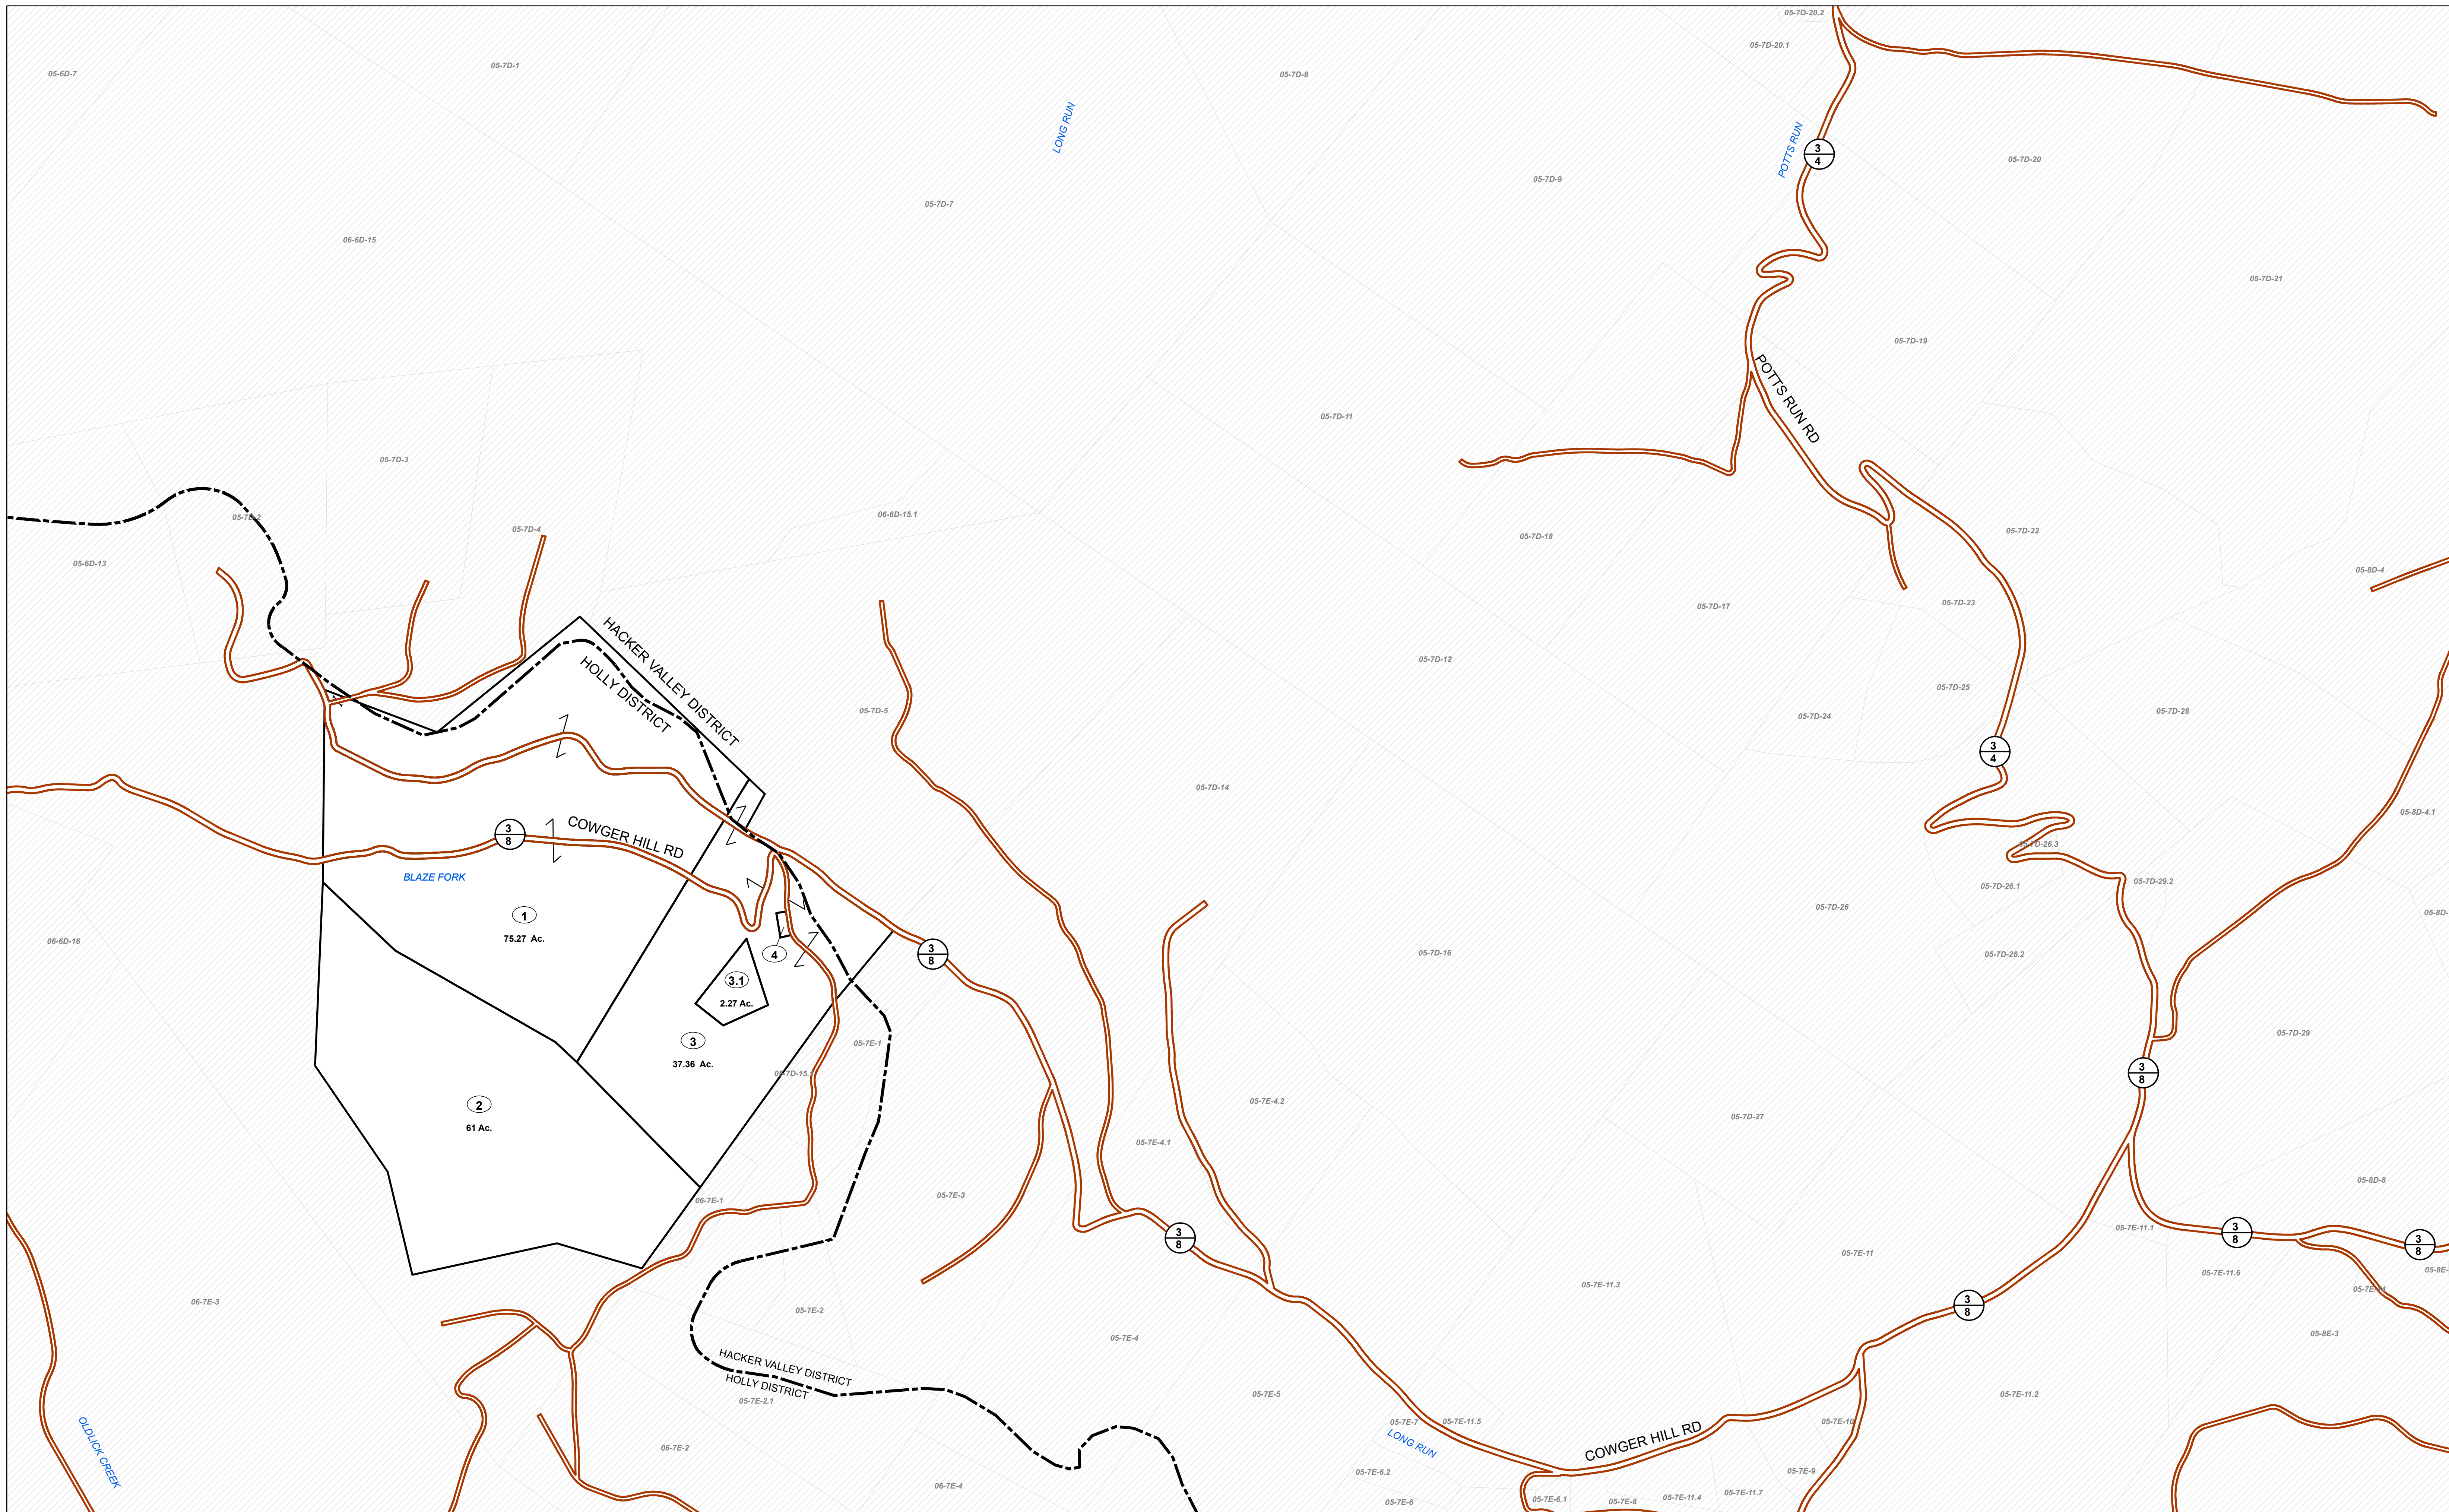 05-7D-20.2
05-7D-20.1
05-7D-1
05-6D-7
05-7D-8
LONG RUN
POTTS RUN
3
4
05-7D-20
05-7D-9
05-7D-7
06-6D-15
05-7D-21
05-7D-19
POTTS RUN RD
05-7D-11
05-7D-3
06-6D-15.1
05-7D-4
05-7D-22
05-7D-18
05-6D-13
05-8D-4
05-7D-23
05-7D-17
HACKER VALLEY DISTRICT
HOLLY DISTRICT
05-7D-12
05-7D-25
05-7D-5
05-7D-24
05-7D-28
3
4
05-7D-14
05-8D-4.1
3
8
COWGER HILL RD
05-7D-26.3
BLAZE FORK
05-7D-29.2
05-7D-26.1
05-7D-26
1
75.27 Ac.
06-6D-16
4
3
8
05-7D-16
05-7D-26.2
3.1
2.27 Ac.
05-7D-29
3
37.36 Ac.
05-7E-1
3
8
2
61 Ac.
05-7E-4.2
05-7D-27
05-7E-4.1
05-8D-8
05-7E-3
06-7E-1
05-7E-11.1
3
8
3
8
3
8
05-7E-11
05-7E-11.6
05-7E-11.3
06-7E-3
05-7E-2
3
8
05-7E-4
05-8E-3
HACKER VALLEY DISTRICT
HOLLY DISTRICT
05-7E-2.1
05-7E-5
05-7E-11.2
05-7E-7
05-7E-11.5
05-7E-10
COWGER HILL RD
LONG RUN
OLDLICK CREEK
06-7E-2
05-7E-6.2
05-7E-9
06-7E-4
05-7E-6
05-7E-6.1
05-7E-8
05-7E-11.4
05-7E-11.7